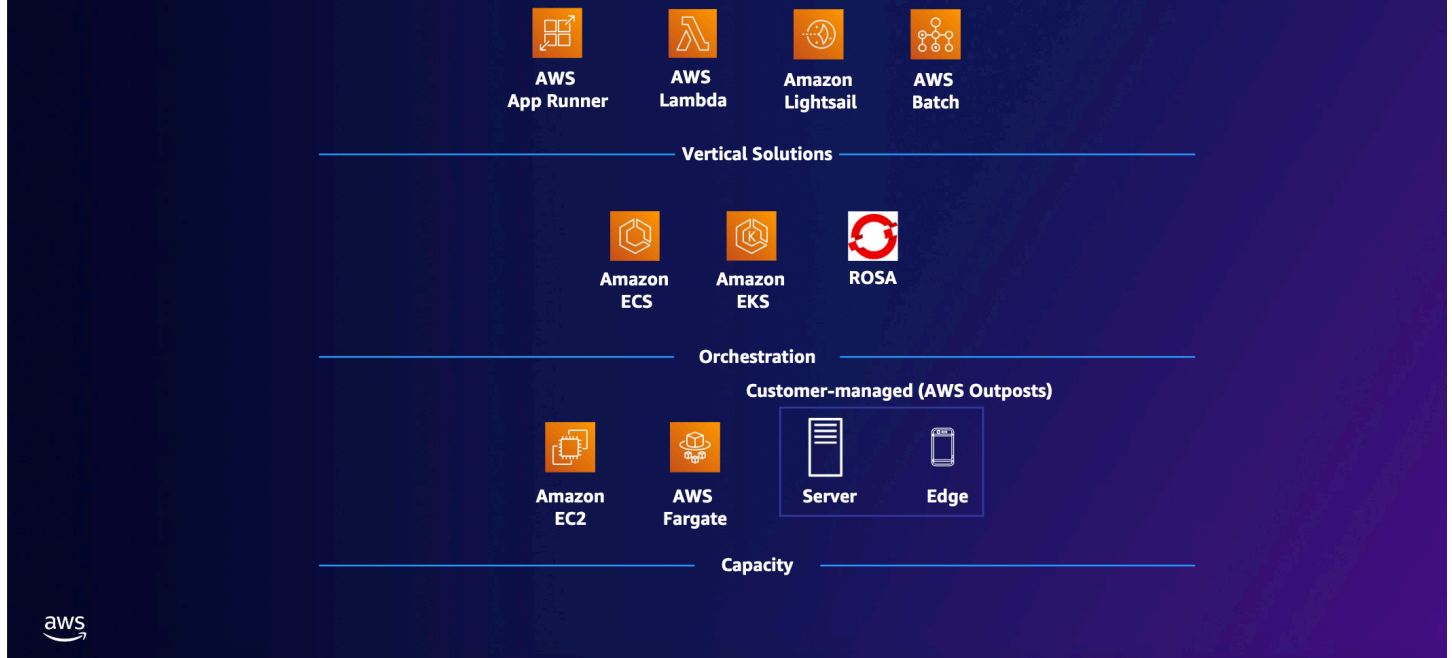 AWS
App Runner
AWS
Lambda
Amazon
Lightsail
AWS
Batch
Vertical Solutions
Amazon
ECS
Amazon
EKS
ROSA
Orchestration
Customer-managed (AWS Outposts)
Amazon
EC2
AWS
Fargate
Server
Edge
Capacity
aws